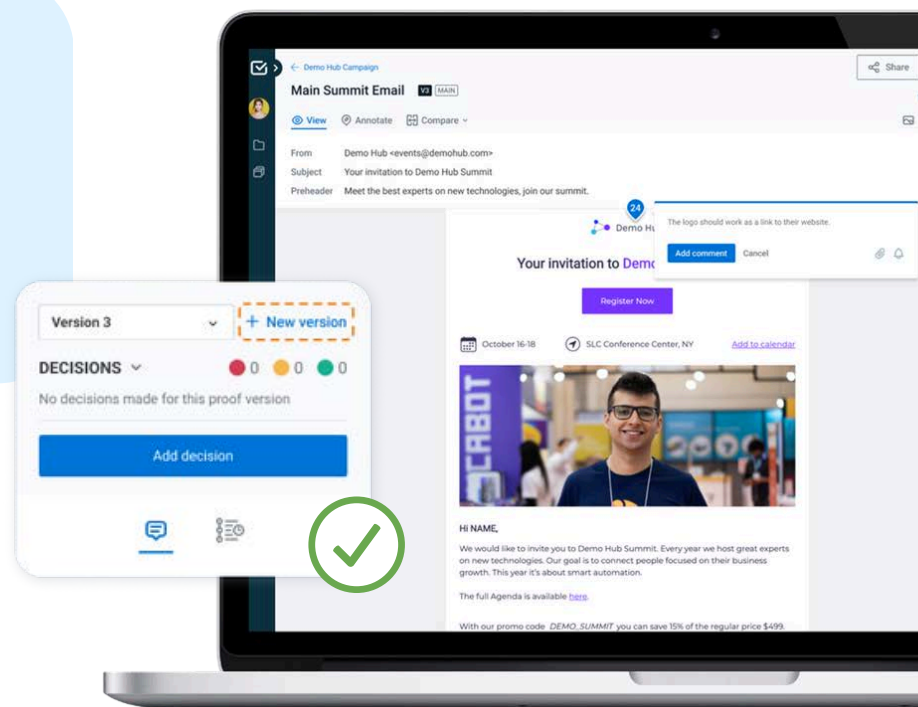 ← Demo Hub Campaign
Share
Main Summit Email V3 MAIN
View Annotate Compare
From Demo Hub <events@demohub.com>
Subject Your invitation to Demo Hub Summit
Preheader Meet the best experts on new technologies, join our summit.
24
The logo should work as a link to their website.
Add comment Cancel
Demo Hu
Your invitation to Demo
Register Now
October 16-18 SLC Conference Center, NY Add to calendar
OCABOT
Hi NAME,
We would like to invite you to Demo Hub Summit. Every year we host great experts
on new technologies. Our goal is to connect people focused on their business
growth. This year it's about smart automation.
The full Agenda is available here.
With our promo code DEMO_SUMMIT you can save 15% of the regular price $499.
Version 3 + New version
DECISIONS 0 0 0
No decisions made for this proof version
Add decision